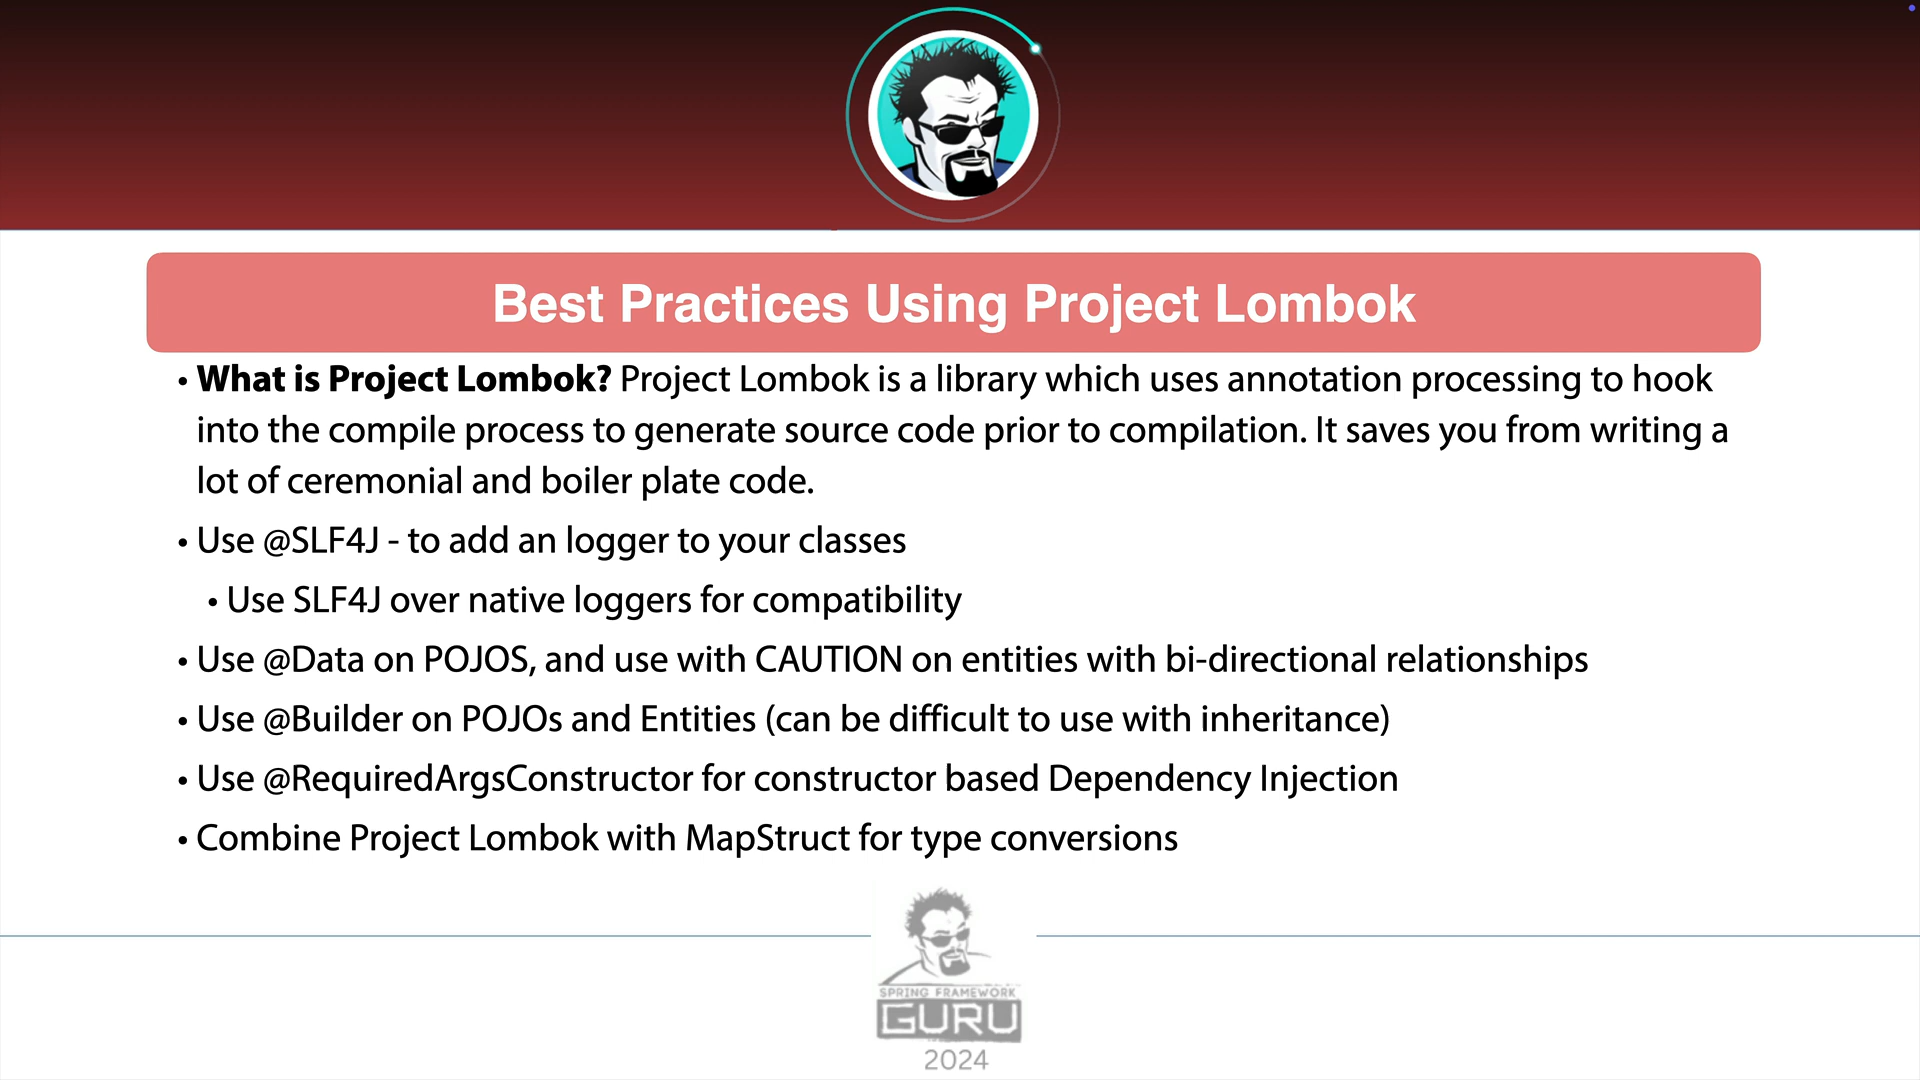 Best Practices Using Project Lombok
• What is Project Lombok? Project Lombok is a library which uses annotation processing to hook
into the compile process to generate source code prior to compilation. It saves you from writing a
lot of ceremonial and boiler plate code.
• Use @SLF4J - to add an logger to your classes
• Use SLF4J over native loggers for compatibility
• Use @Data on POJOS, and use with CAUTION on entities with bi-directional relationships
• Use @Builder on POJOs and Entities (can be difficult to use with inheritance)
• Use @RequiredArgsConstructor for constructor based Dependency Injection
• Combine Project Lombok with MapStruct for type conversions
SPRING FRAMEWORK
GURU
2024